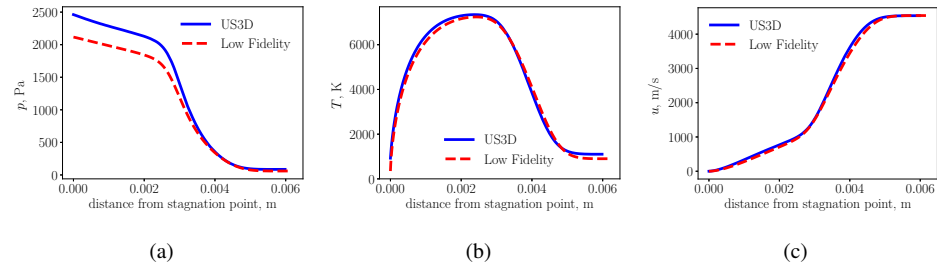 2500
2000
1500
1000
500
0
p, Pa
US3D
Low Fidelity
0.000
0.002
0.004
0.006
distance from stagnation point, m
(a)
6000
4000
2000
0
T, K
US3D
Low Fidelity
0.000
0.002
0.004
0.006
distance from stagnation point, m
(b)
4000
3000
2000
1000
0
u, m/s
US3D
Low Fidelity
0.000
0.002
0.004
0.006
distance from stagnation point, m
(c)